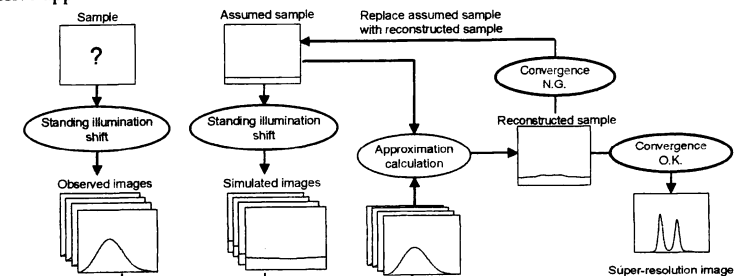 Sample
?
Standing illumination
shift
Observed images
Assumed sample
Standing illumination
shift
Simulated images
Replace assumed sample
with reconstructed sample
Approximation
calculation
Convergence
N.G.
Reconstructed sample
Convergence
O.K.
Super-resolution image